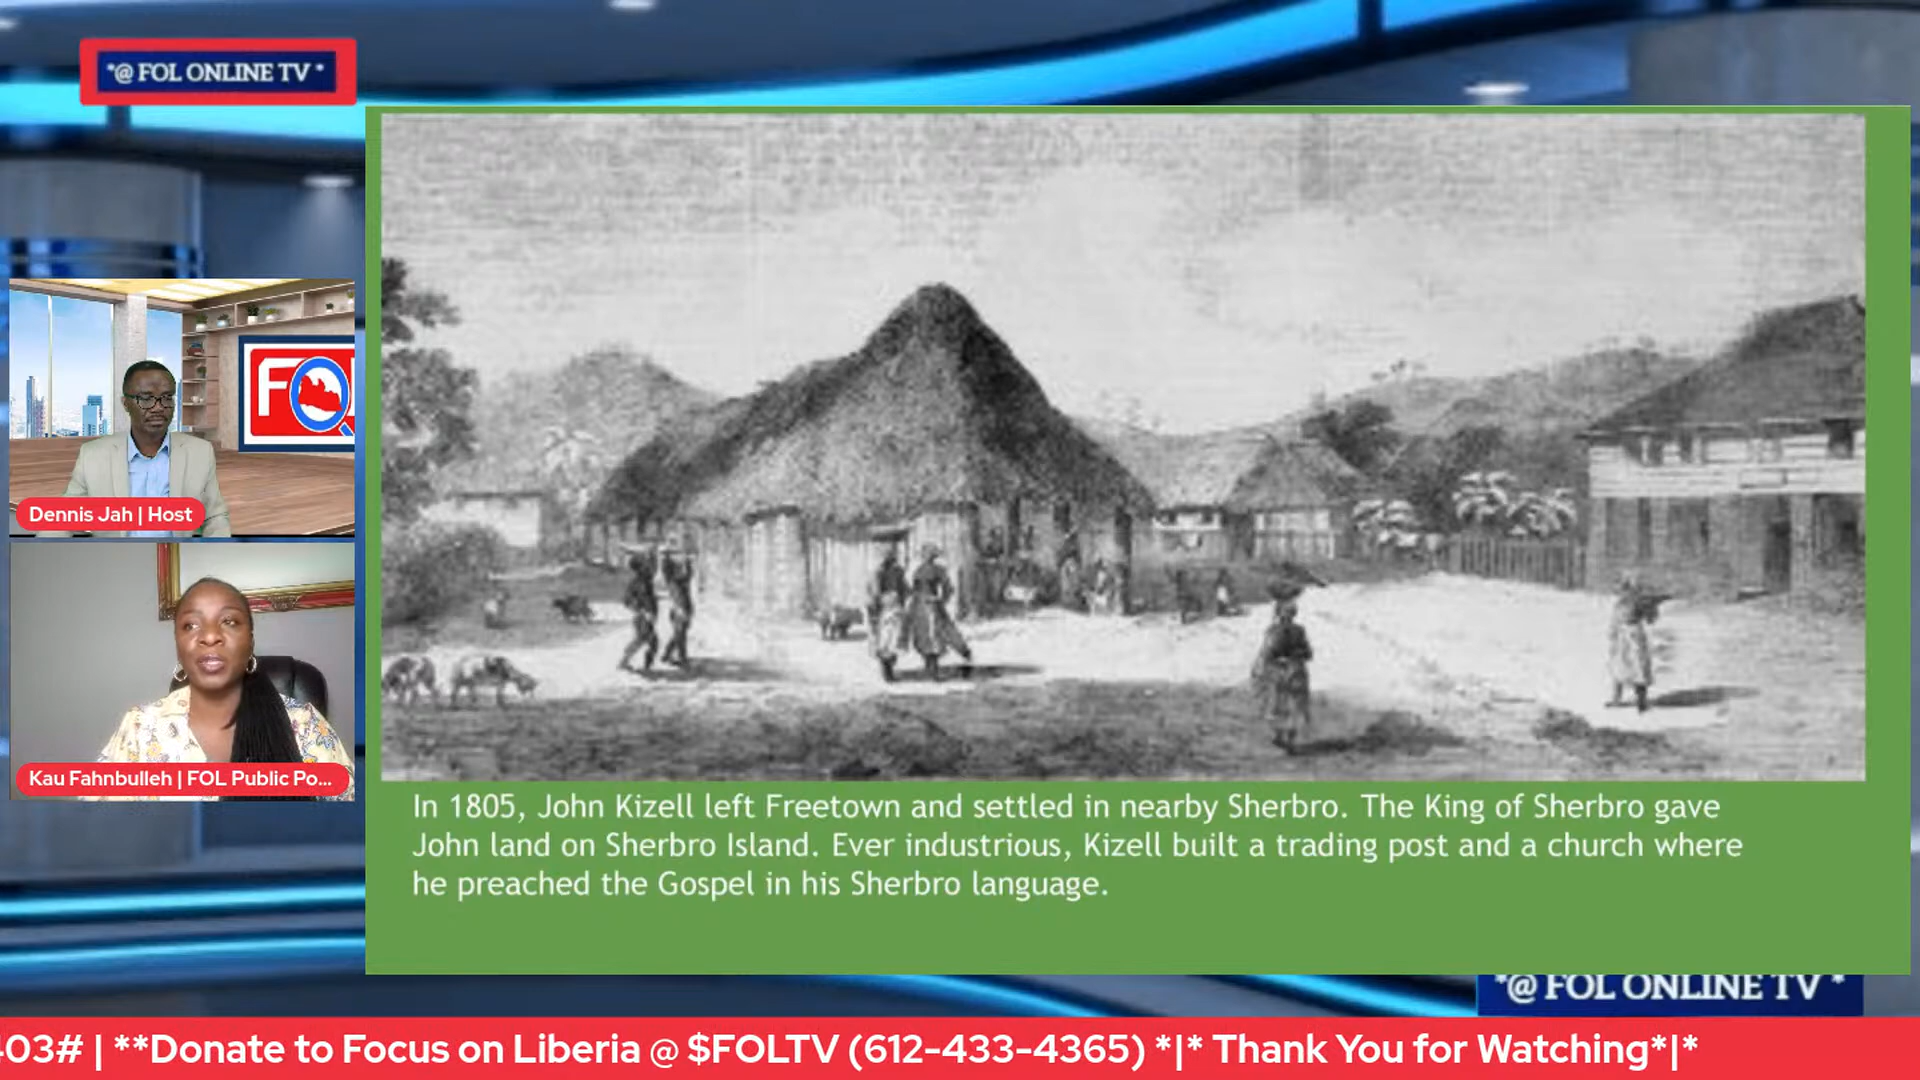 *@ FOL ONLINE TV *
FOL
Dennis Jah | Host
Kau Fahnbulleh | FOL Public Po...
In 1805, John Kizell left Freetown and settled in nearby Sherbro. The King of Sherbro gave
John land on Sherbro Island. Ever industrious, Kizell built a trading post and a church where
he preached the Gospel in his Sherbro language.
*@ FOL ONLINE TV *
403# | **Donate to Focus on Liberia @ $FOLTV (612-433-4365) *|* Thank You for Watching*|*